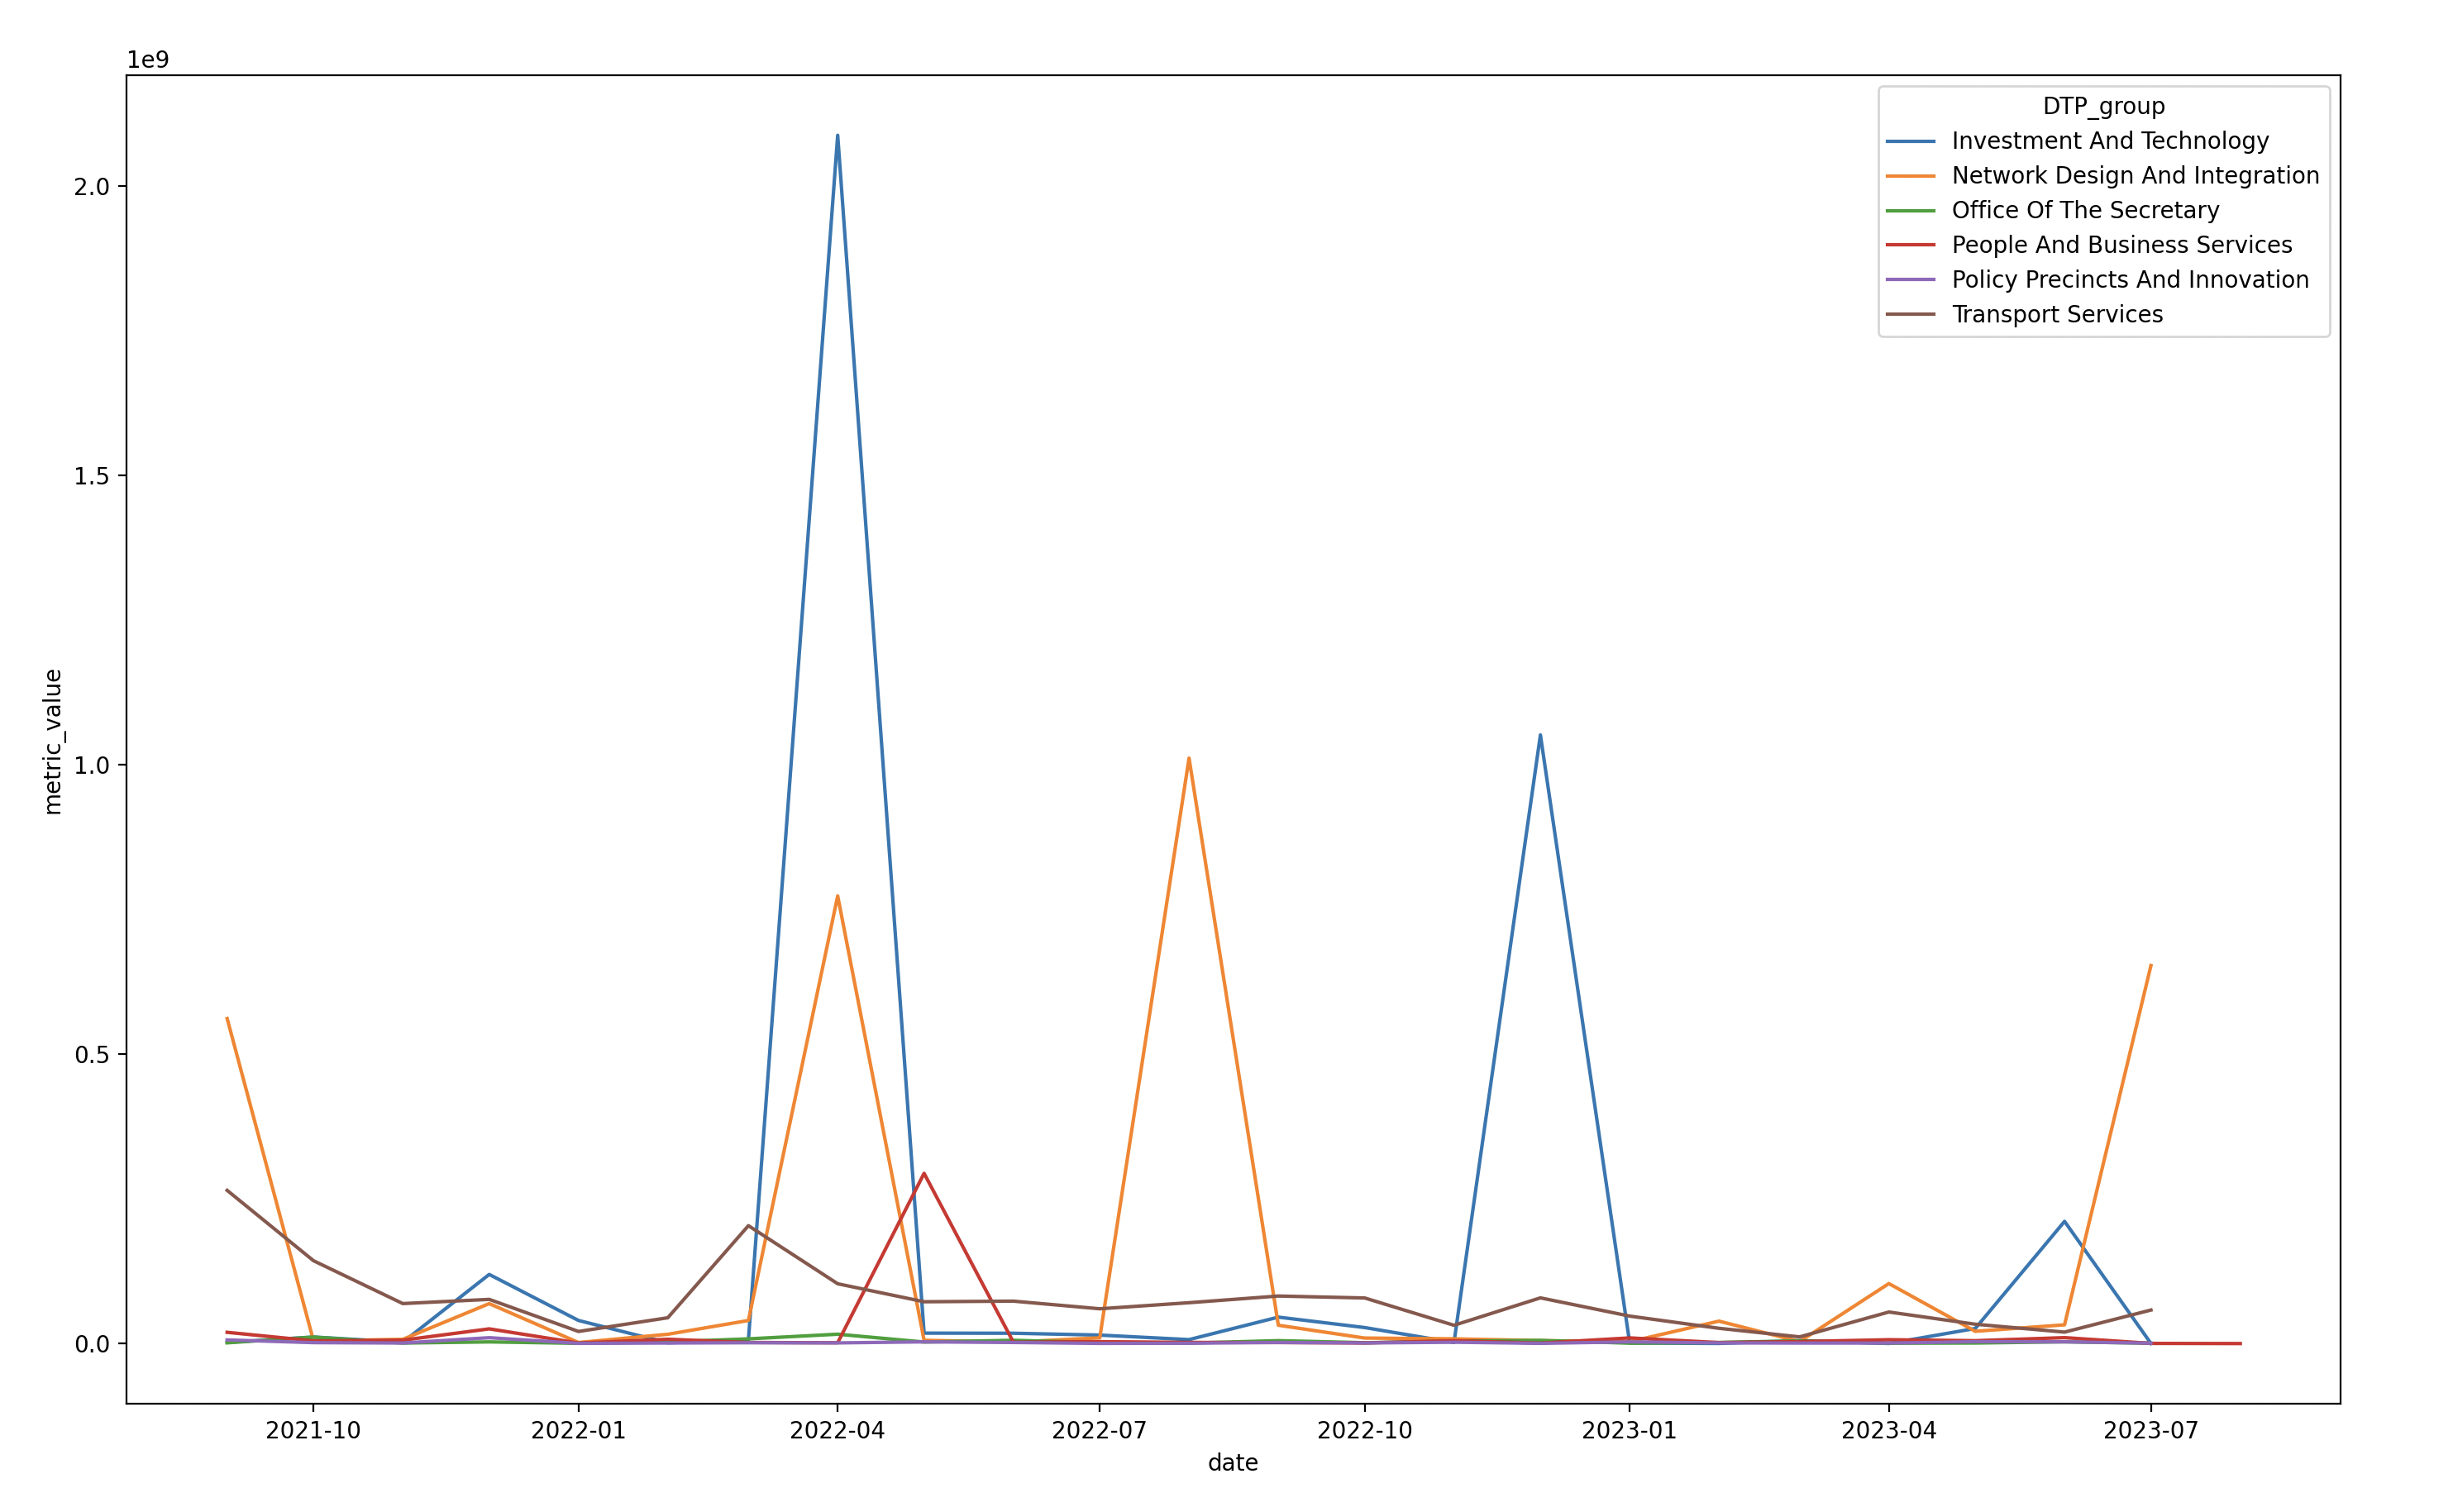 1e9
DTP_group
Investment And Technology
Network Design And Integration
Office Of The Secretary
People And Business Services
Policy Precincts And Innovation
Transport Services
2.0
1.5
1.0
0.5
0.0
metric_value
2021-10 2022-01 2022-04 2022-07 2022-10 2023-01 2023-04 2023-07
date